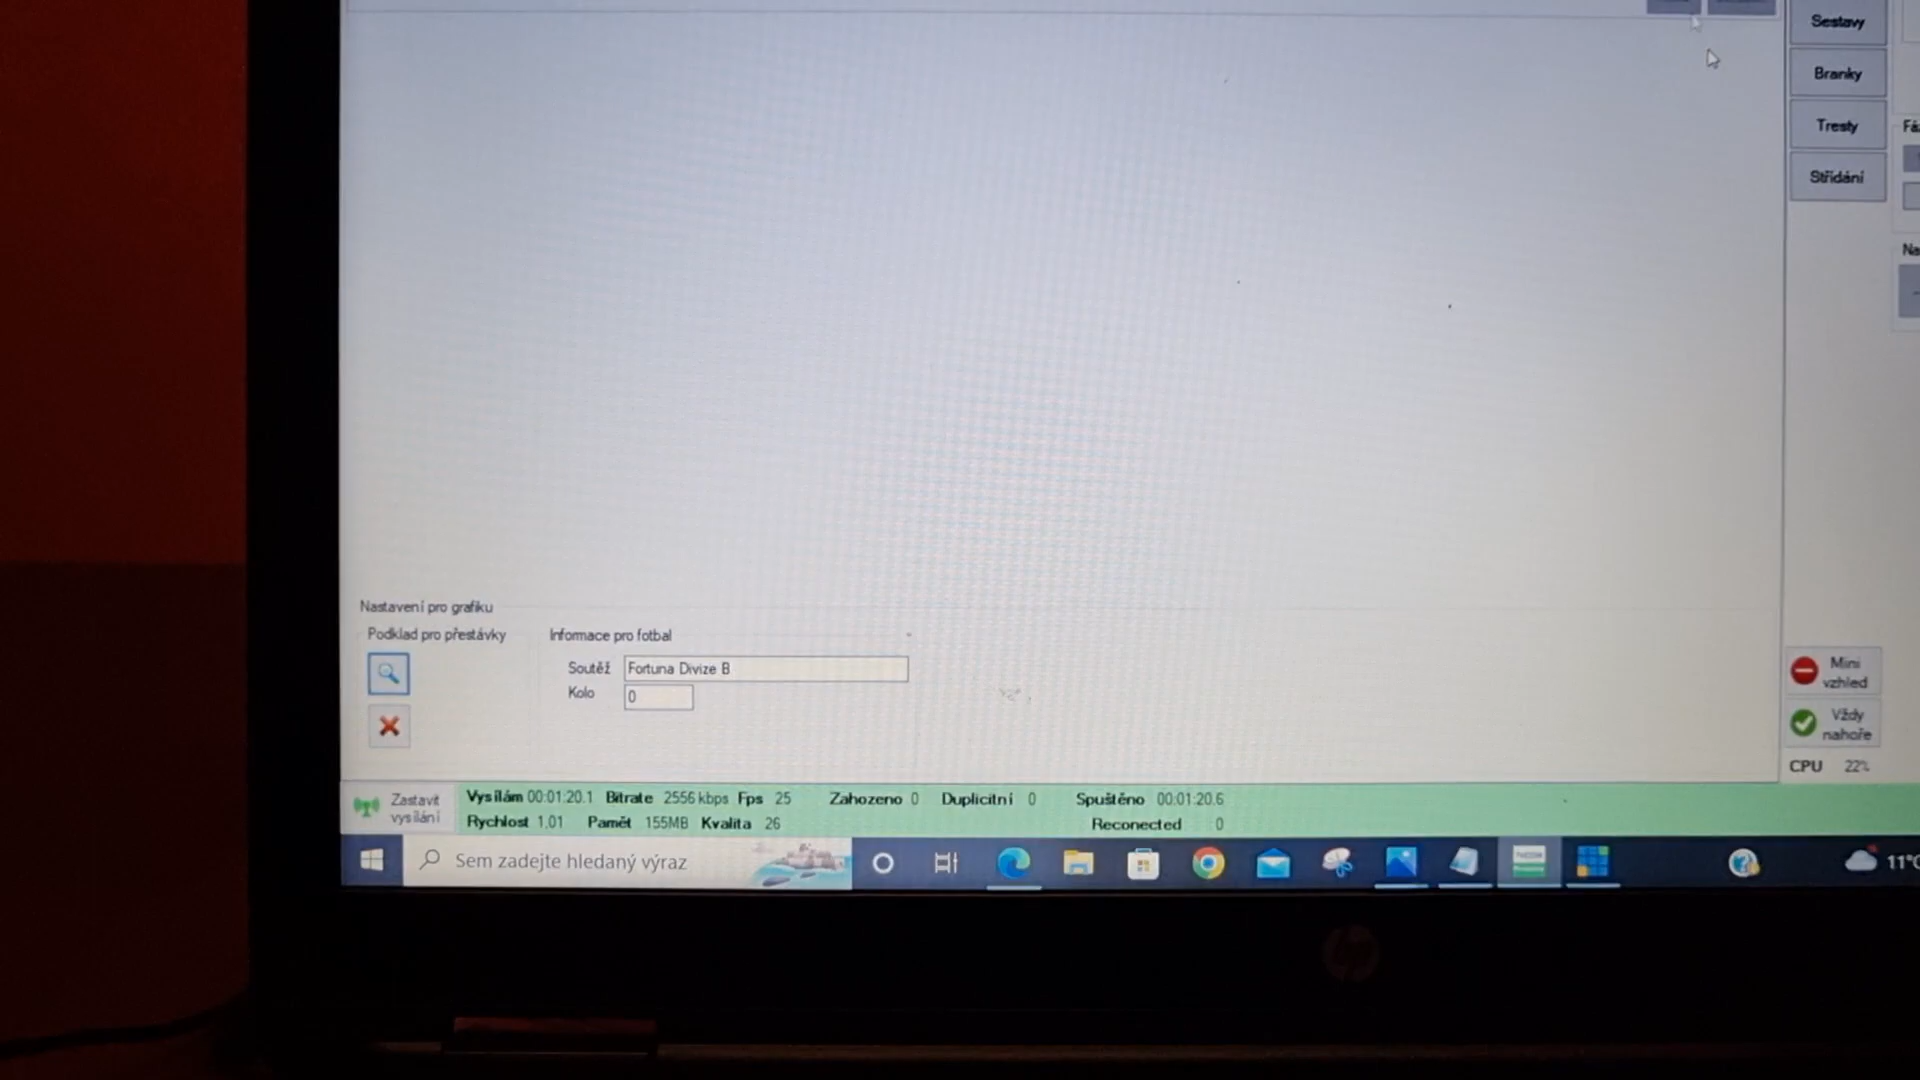 Sestavy
Branky
Tresty
Střídání
Nastavení pro grafiku
Podklad pro přestávky
Informace pro fotbal
Soutěž Fortuna Divize B
Kolo 0
Mini vzhled
Vždy nahoře
CPU 22%
Zastavit vysílání
Vysílám 00:01:20.1 Bitrate 2556 kbps Fps 25 Zahozeno 0 Duplicitní 0 Spuštěno 00:01:20.6
Rychlost 1,01 Paměť 155MB Kvalita 26 Reconected 0
Sem zadejte hledaný výraz
11°C
hp